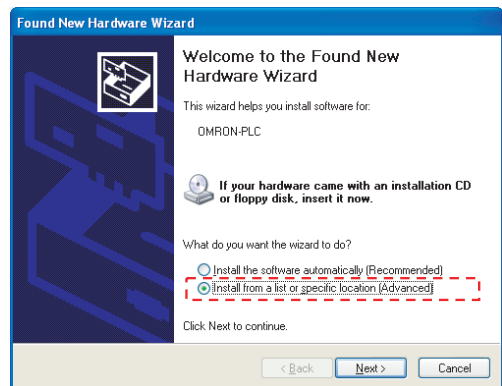 Found New Hardware Wizard
Welcome to the Found New
Hardware Wizard
This wizard helps you install software for:
OMRON-PLC
If your hardware came with an installation CD
or floppy disk, insert it now.
What do you want the wizard to do?
Install the software automatically (Recommended)
Install from a list or specific location (Advanced)
Click Next to continue.
< Back
Next >
Cancel